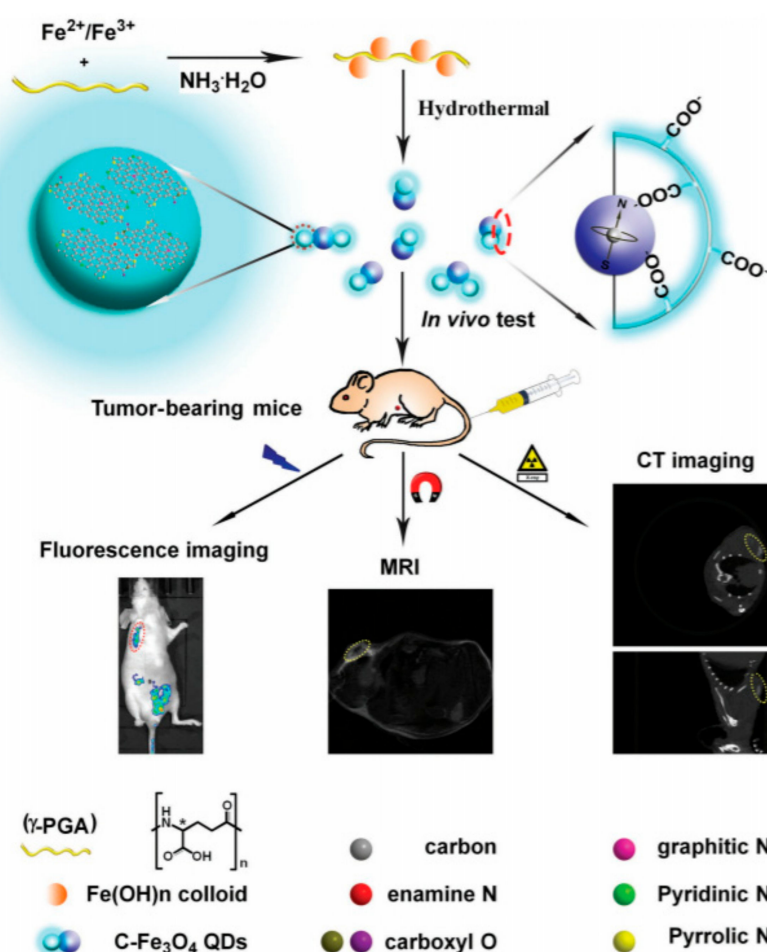 Fe2+/Fe3+
+
NH3·H2O
Hydrothermal
COO-
COO-
COO-
COO-
COO-
N
S
In vivo test
Tumor-bearing mice
CT imaging
Fluorescence imaging
MRI
(γ-PGA)
H
N
*
O
O
OH
n
carbon
graphitic N
Fe(OH)n colloid
enamine N
Pyridinic N
C-Fe3O4 QDs
carboxyl O
Pyrrolic N